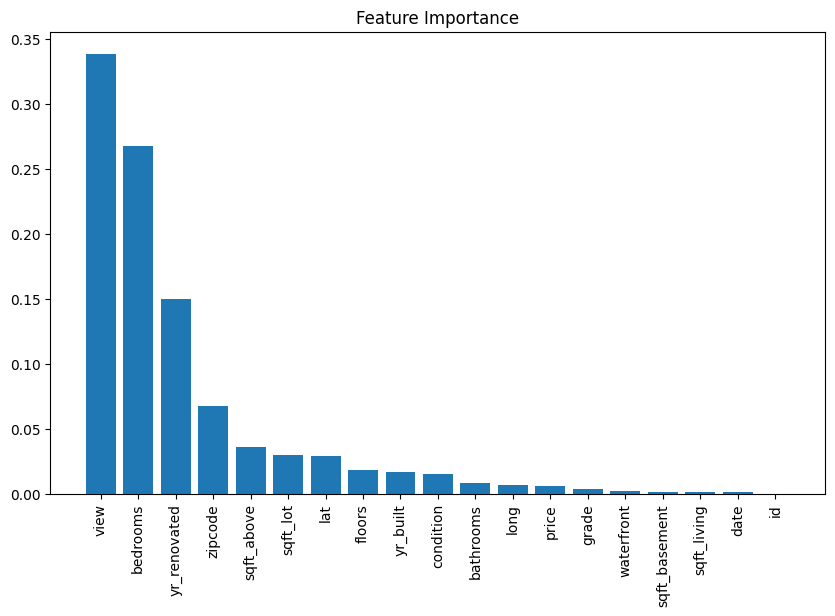 Feature Importance
0.35
0.30
0.25
0.20
0.15
0.10
0.05
0.00
view
bedrooms
yr_renovated
zipcode
sqft_above
sqft_lot
lat
floors
yr_built
condition
bathrooms
long
price
grade
waterfront
sqft_basement
sqft_living
date
id